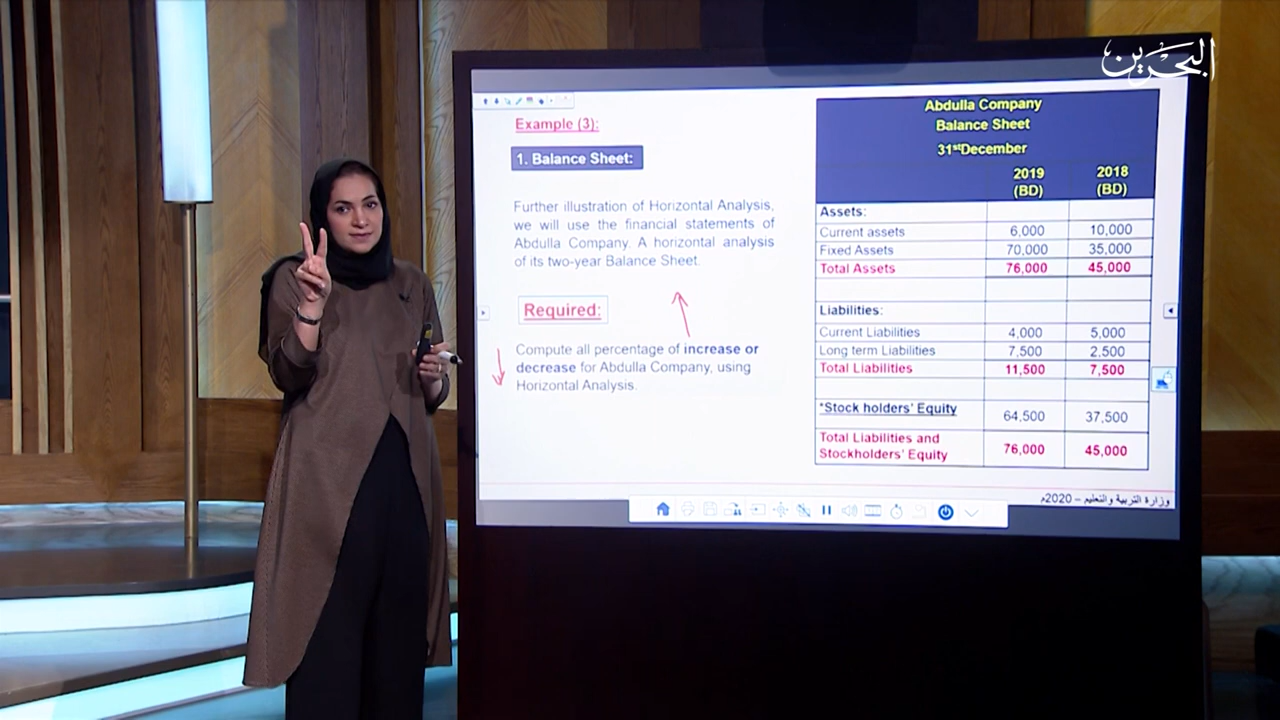 البحرين
Example (3):
1. Balance Sheet:
Further illustration of Horizontal Analysis,
we will use the financial statements of
Abdulla Company. A horizontal analysis
of its two-year Balance Sheet.
Required:
Compute all percentage of increase or
decrease for Abdulla Company, using
Horizontal Analysis.
Abdulla Company
Balance Sheet
31stDecember
2019 2018
(BD) (BD)
Assets:
Current assets 6,000 10,000
Fixed Assets 70,000 35,000
Total Assets 76,000 45,000
Liabilities:
Current Liabilities 4,000 5,000
Long term Liabilities 7,500 2,500
Total Liabilities 11,500 7,500
*Stock holders' Equity 64,500 37,500
Total Liabilities and
Stockholders' Equity 76,000 45,000
وزارة التربية والتعليم – 2020م